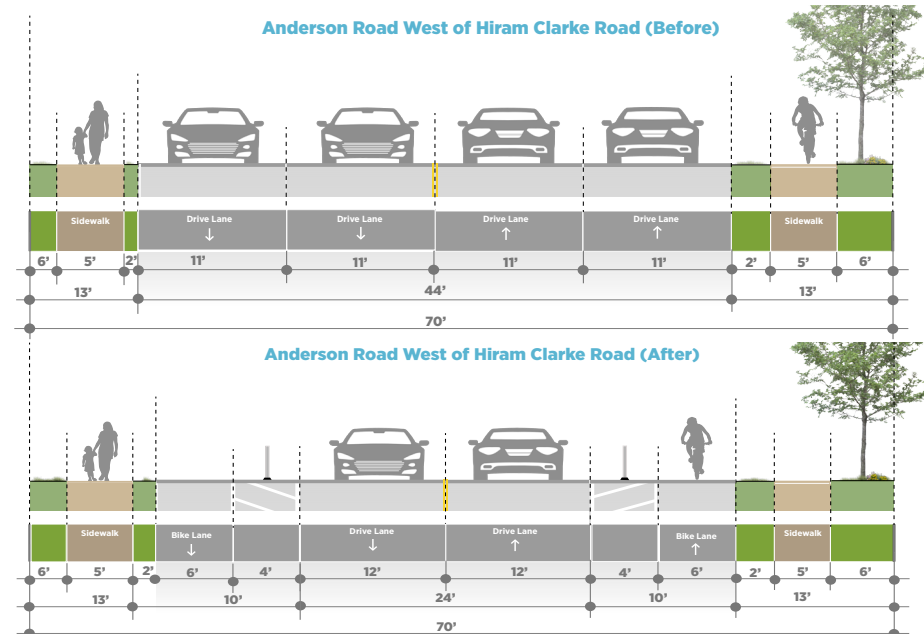 Anderson Road West of Hiram Clarke Road (Before)
Sidewalk Drive Lane Drive Lane Drive Lane Drive Lane Sidewalk
↓ ↓ ↑ ↑
6’ 5’ 2’ 11’ 11’ 11’ 11’ 2’ 5’ 6’
13’ 44’ 13’
70’
Anderson Road West of Hiram Clarke Road (After)
Sidewalk Bike Lane Drive Lane Drive Lane Bike Lane Sidewalk
↓ ↓ ↑ ↑
6’ 5’ 2’ 6’ 4’ 12’ 12’ 4’ 6’ 2’ 5’ 6’
13’ 10’ 24’ 10’ 13’
70’